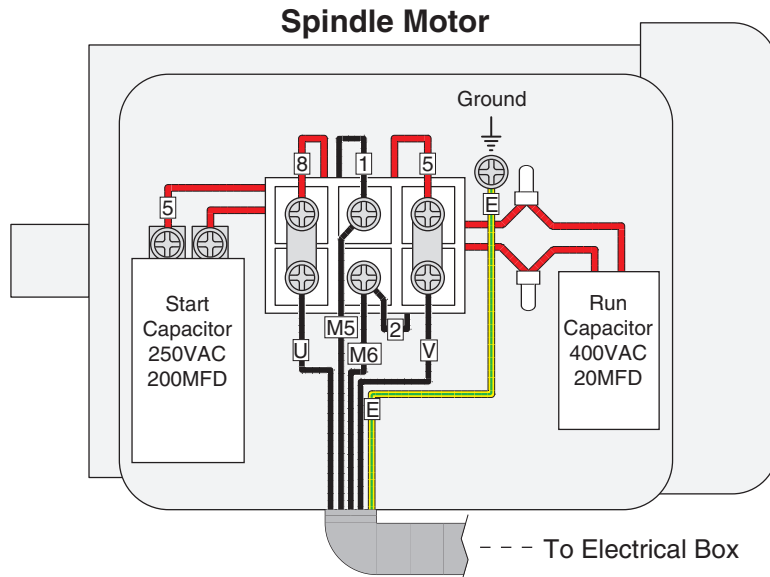 Spindle Motor
Ground
8
1
5
5
E
Start
Capacitor
250VAC
200MFD
Run
Capacitor
400VAC
20MFD
M5
2
U
M6
V
E
To Electrical Box